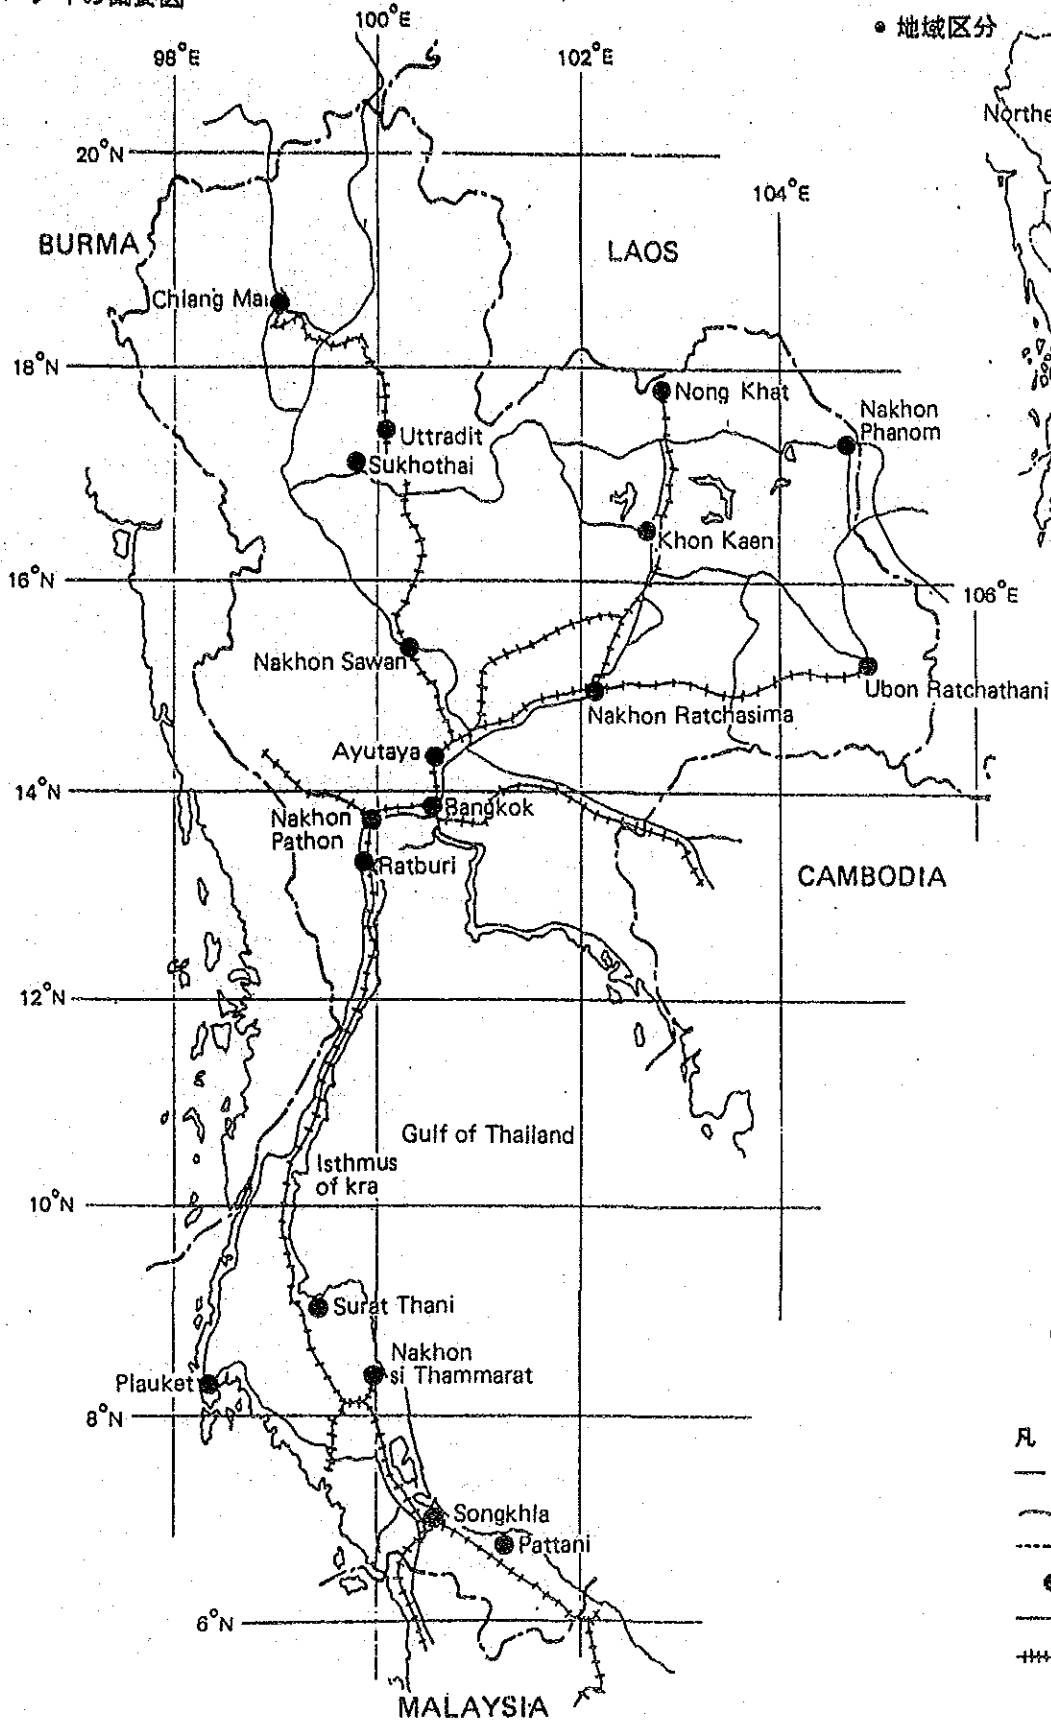 100°E
• 地域区分
98°E
102°E
Northe
20°N
104°E
BURMA
LAOS
Chlang Mai
18°N
Nong Khat
Nakhon
Phanom
Uttradit
Sukhothai
Khon Kaen
16°N
106°E
Nakhon Sawan
Ubon Ratchathani
Nakhon Ratchasima
Ayutaya
14°N
Bangkok
Nakhon
Pathon
Ratburi
CAMBODIA
12°N
Gulf of Thailand
Isthmus
of kra
10°N
Surat Thani
Nakhon
si Thammarat
Plauket
8°N
凡
Songkhla
Pattani
6°N
MALAYSIA